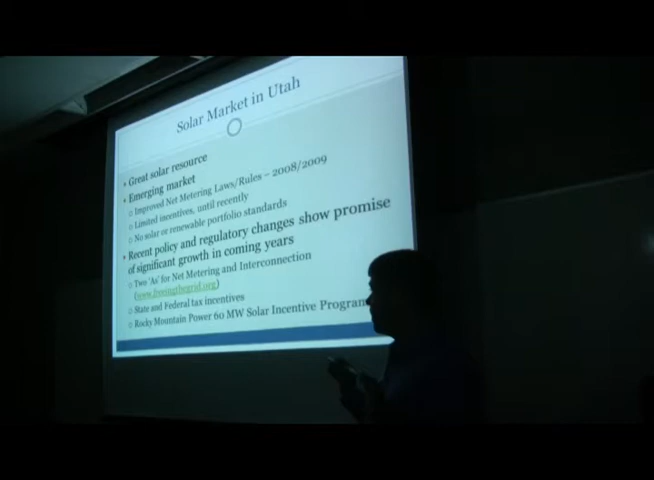 Solar Market in Utah
• Great solar resource
• Emerging market
○ Improved Net Metering Laws/Rules – 2008/2009
○ Limited incentives, until recently
○ No solar or renewable portfolio standards
• Recent policy and regulatory changes show promise
of significant growth in coming years
○ Two 'As' for Net Metering and Interconnection
(www.freeingthegrid.org)
○ State and Federal tax incentives
○ Rocky Mountain Power 60 MW Solar Incentive Program